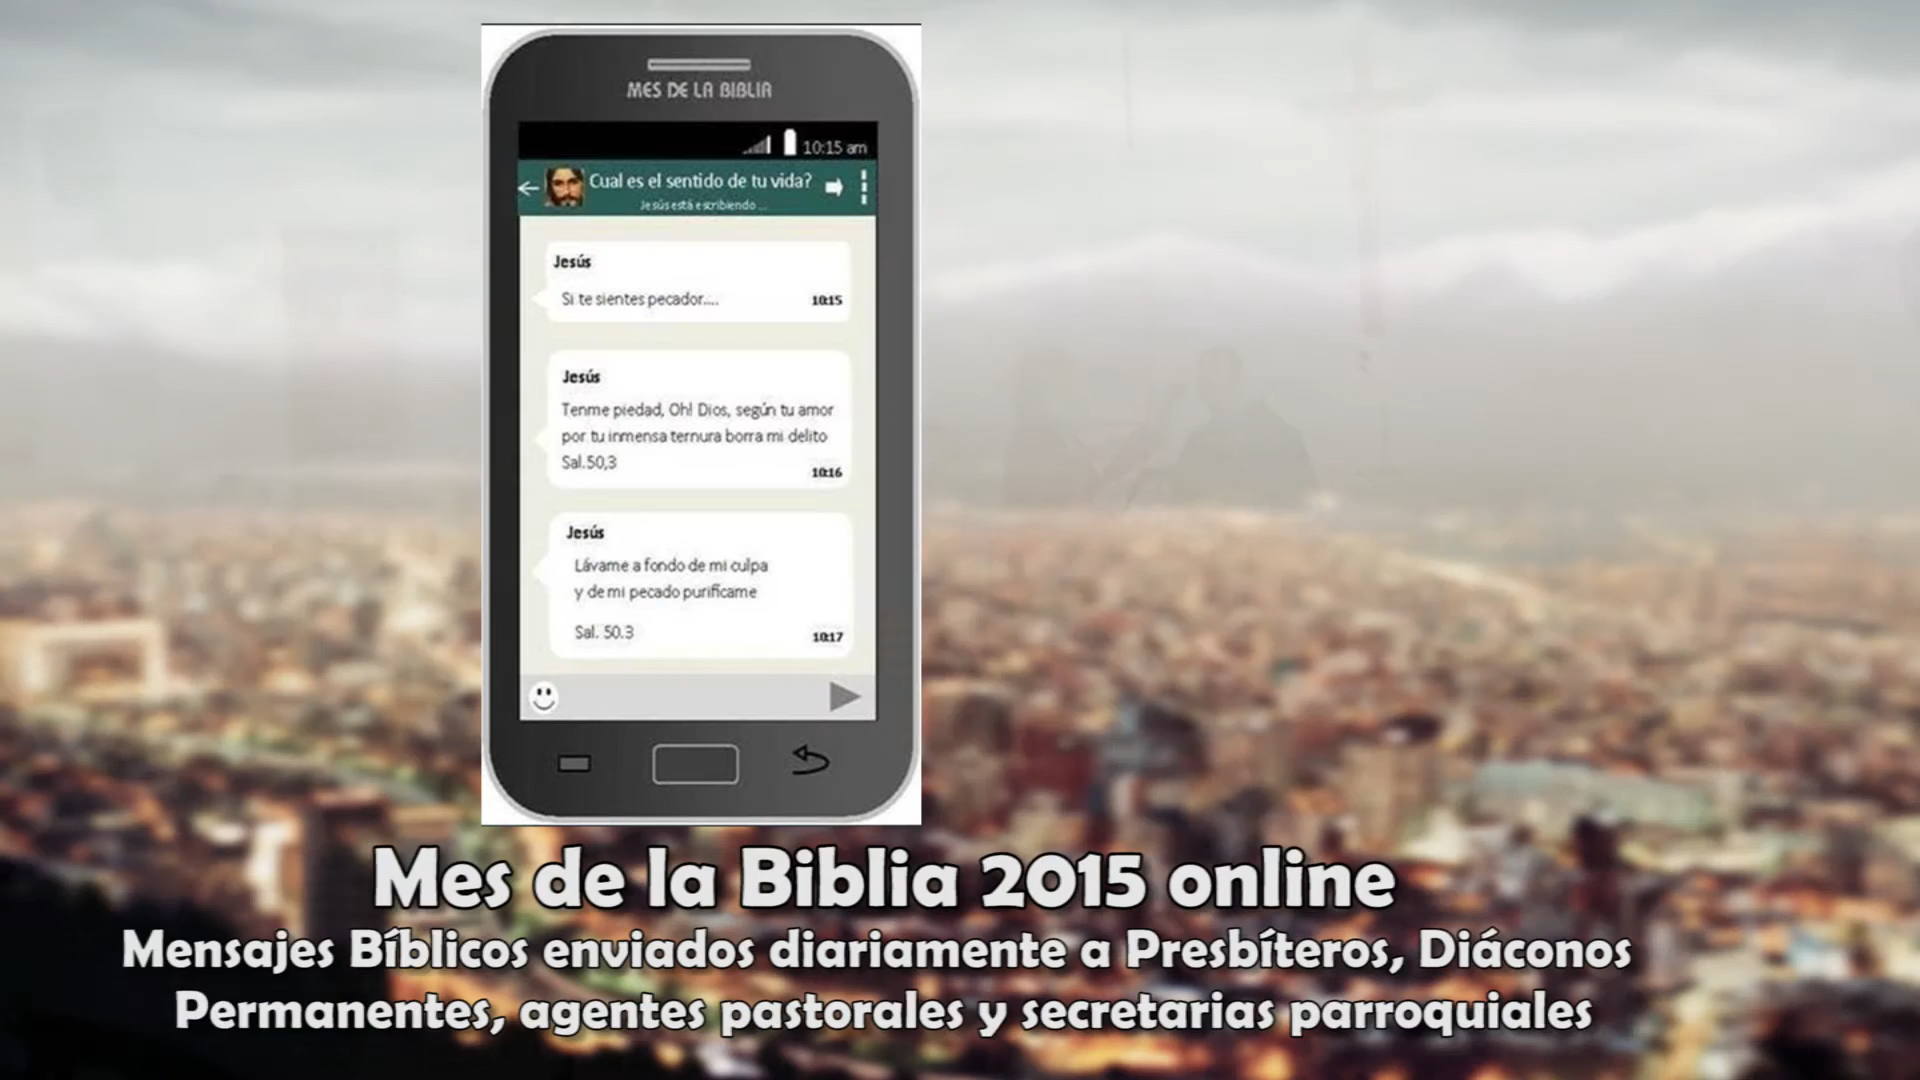 MES DE LA BIBLIA
10:15 am
Cual es el sentido de tu vida?
Jesús está escribiendo ...
Jesús
Si te sientes pecador....
10:15
Jesús
Tenme piedad, Oh! Dios, según tu amor
por tu inmensa ternura borra mi delito
Sal.50,3
10:16
Jesús
Lávame a fondo de mi culpa
y de mi pecado purifícame
Sal. 50.3
10:17
Mes de la Biblia 2015 online
Mensajes Bíblicos enviados diariamente a Presbíteros, Diáconos
Permanentes, agentes pastorales y secretarias parroquiales